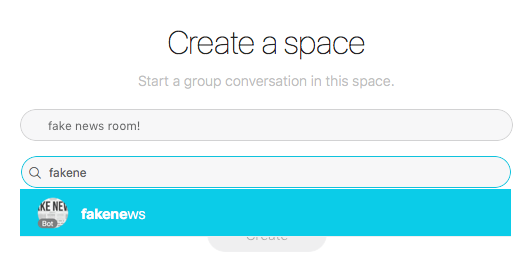 Create a space
Start a group conversation in this space.
fake news room!
fakene
KE NEW
Bot
fakenews
Create